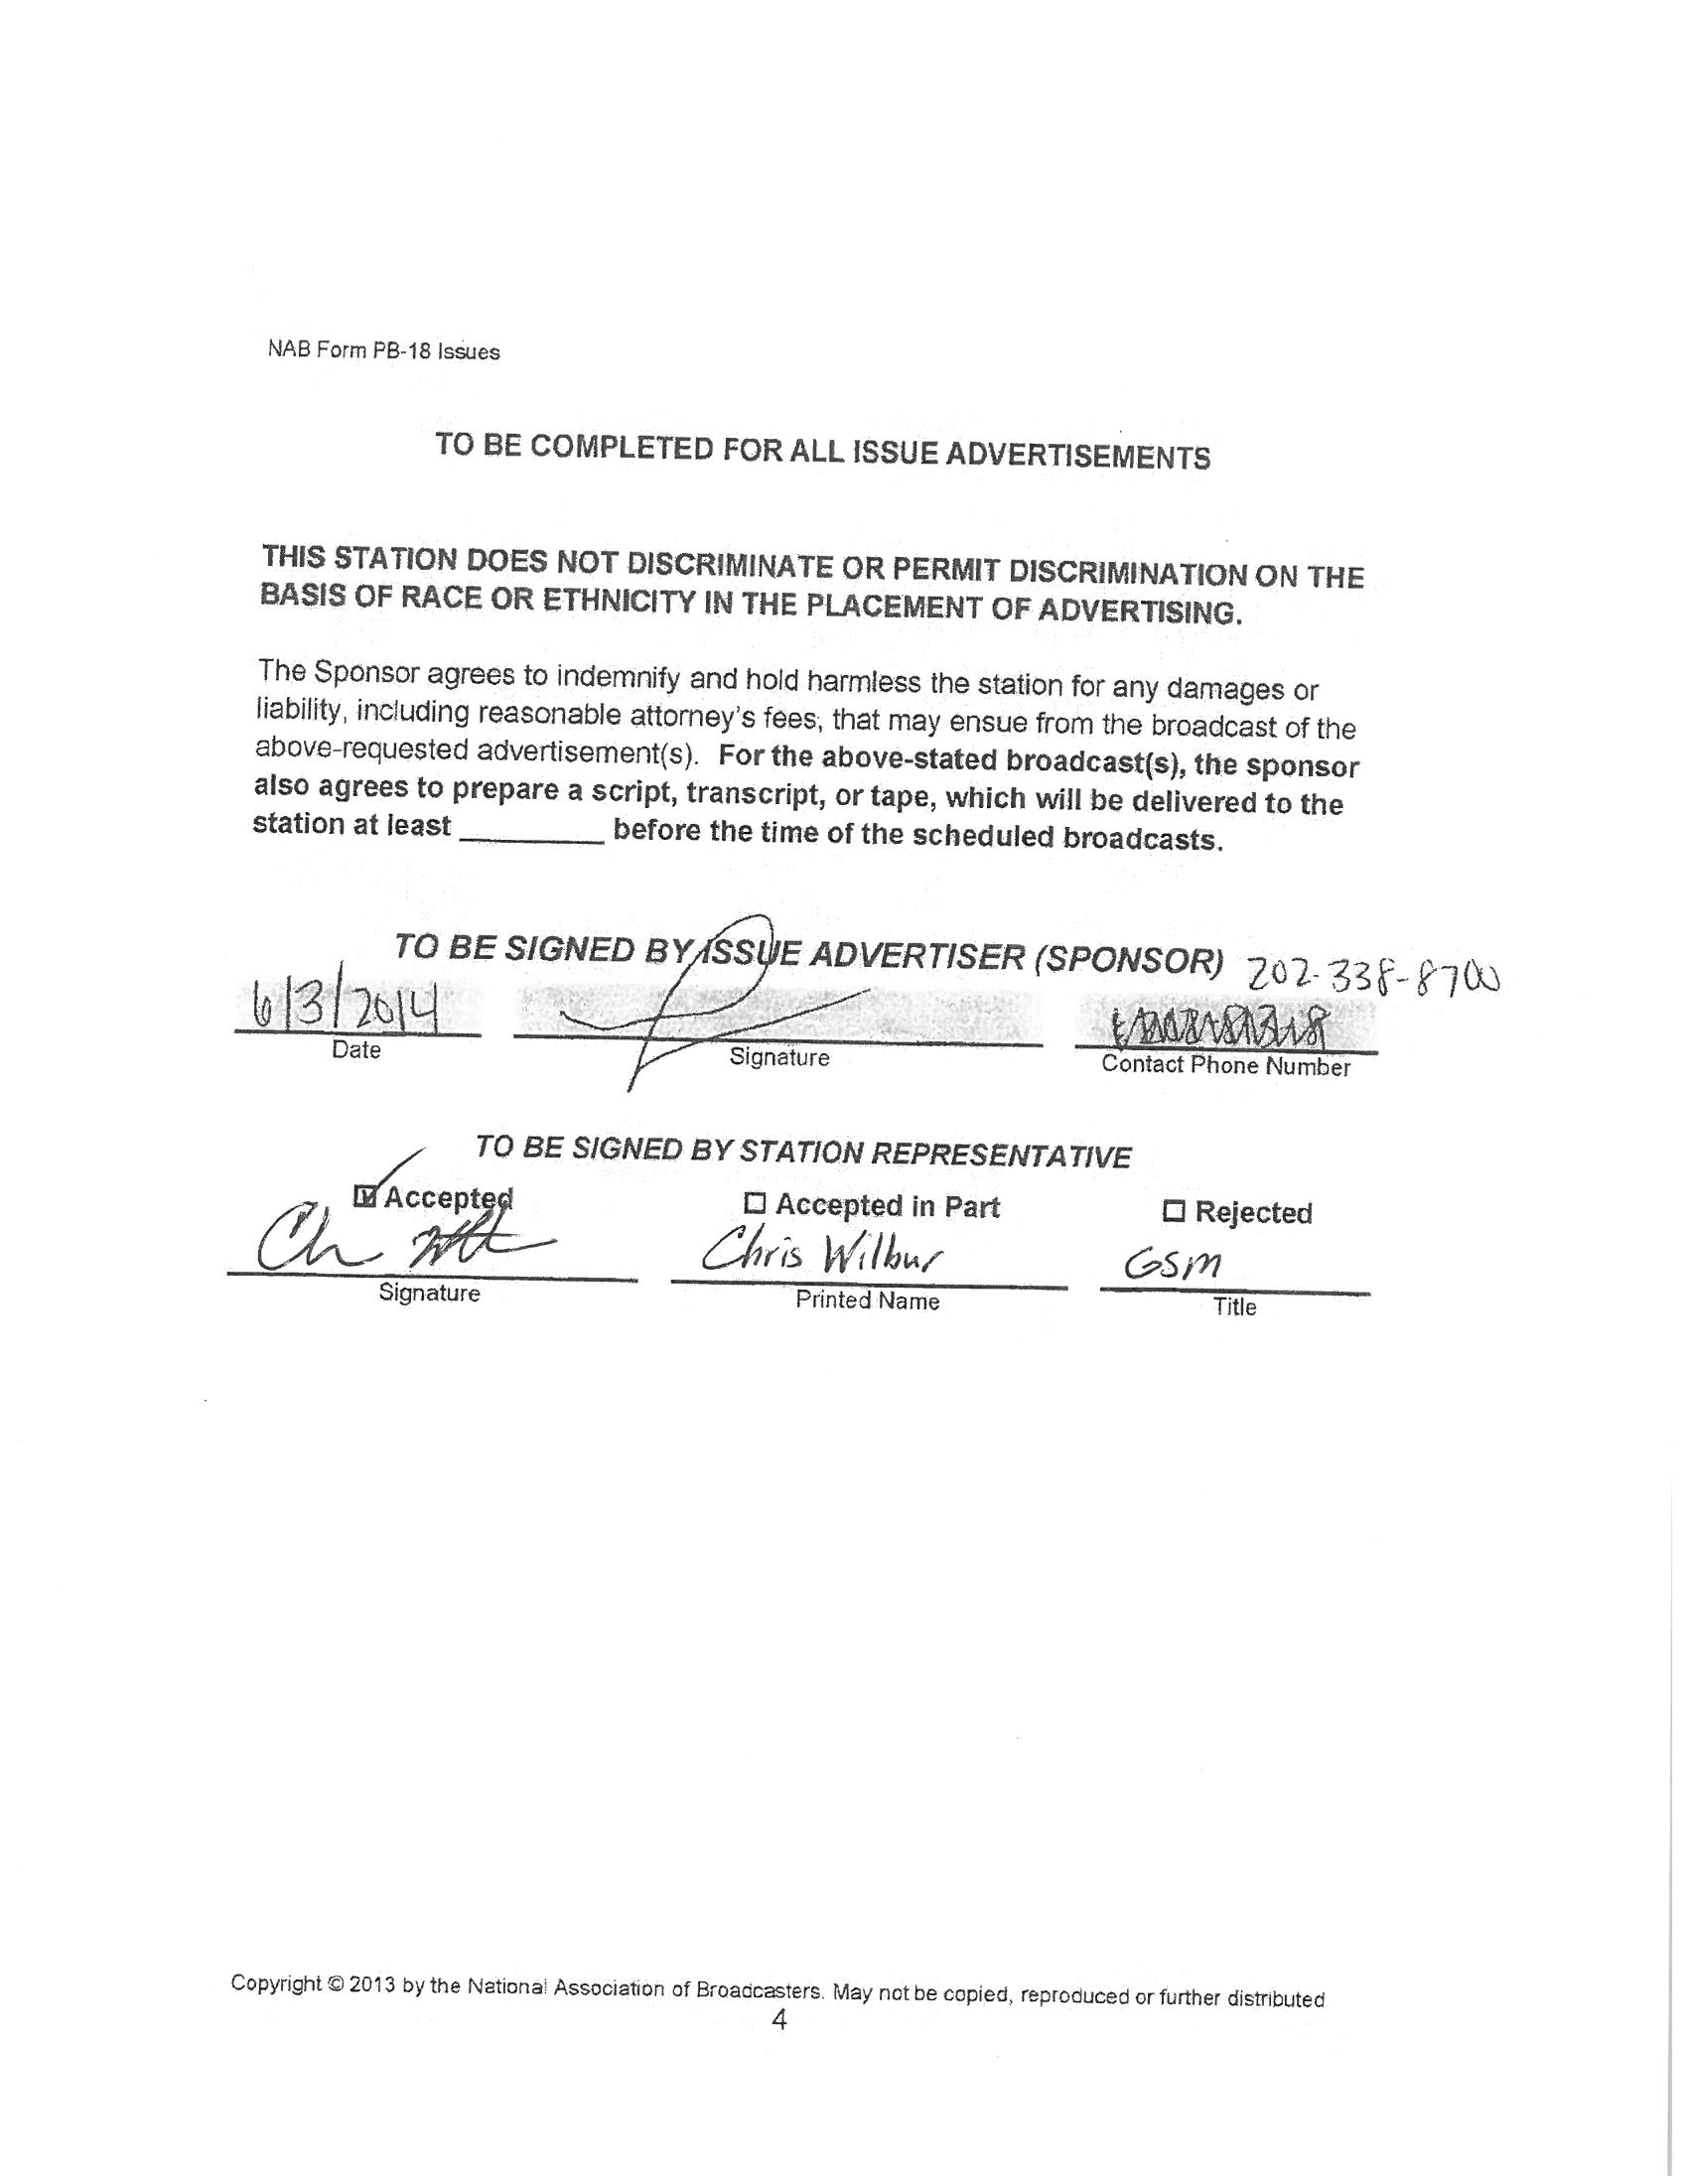 NAB Form PB-18 Issues
TO BE COMPLETED FOR ALL ISSUE ADVERTISEMENTS
THIS STATION DOES NOT DISCRIMINATE OR PERMIT DISCRIMINATION ON THE
BASIS OF RACE OR ETHNICITY IN THE PLACEMENT OF ADVERTISING.
The Sponsor agrees to indemnify and hold harmless the station for any damages or
liability, including reasonable attorney's fees, that may ensue from the broadcast of the
above-requested advertisement(s). For the above-stated broadcast(s), the sponsor
also agrees to prepare a script, transcript, or tape, which will be delivered to the
station at least ________ before the time of the scheduled broadcasts.
TO BE SIGNED BY ISSUE ADVERTISER (SPONSOR) 202-338-8700
6/3/2014
Date Signature Contact Phone Number
TO BE SIGNED BY STATION REPRESENTATIVE
Accepted Accepted in Part Rejected
Chris Wilbur GSM
Signature Printed Name Title
Copyright © 2013 by the National Association of Broadcasters. May not be copied, reproduced or further distributed
4